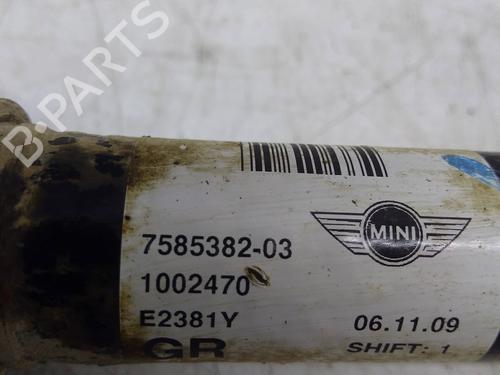 B-PARTS
MINI
7585382-03
1002470
E2381Y
06.11.09
GR
SHIFT: 1